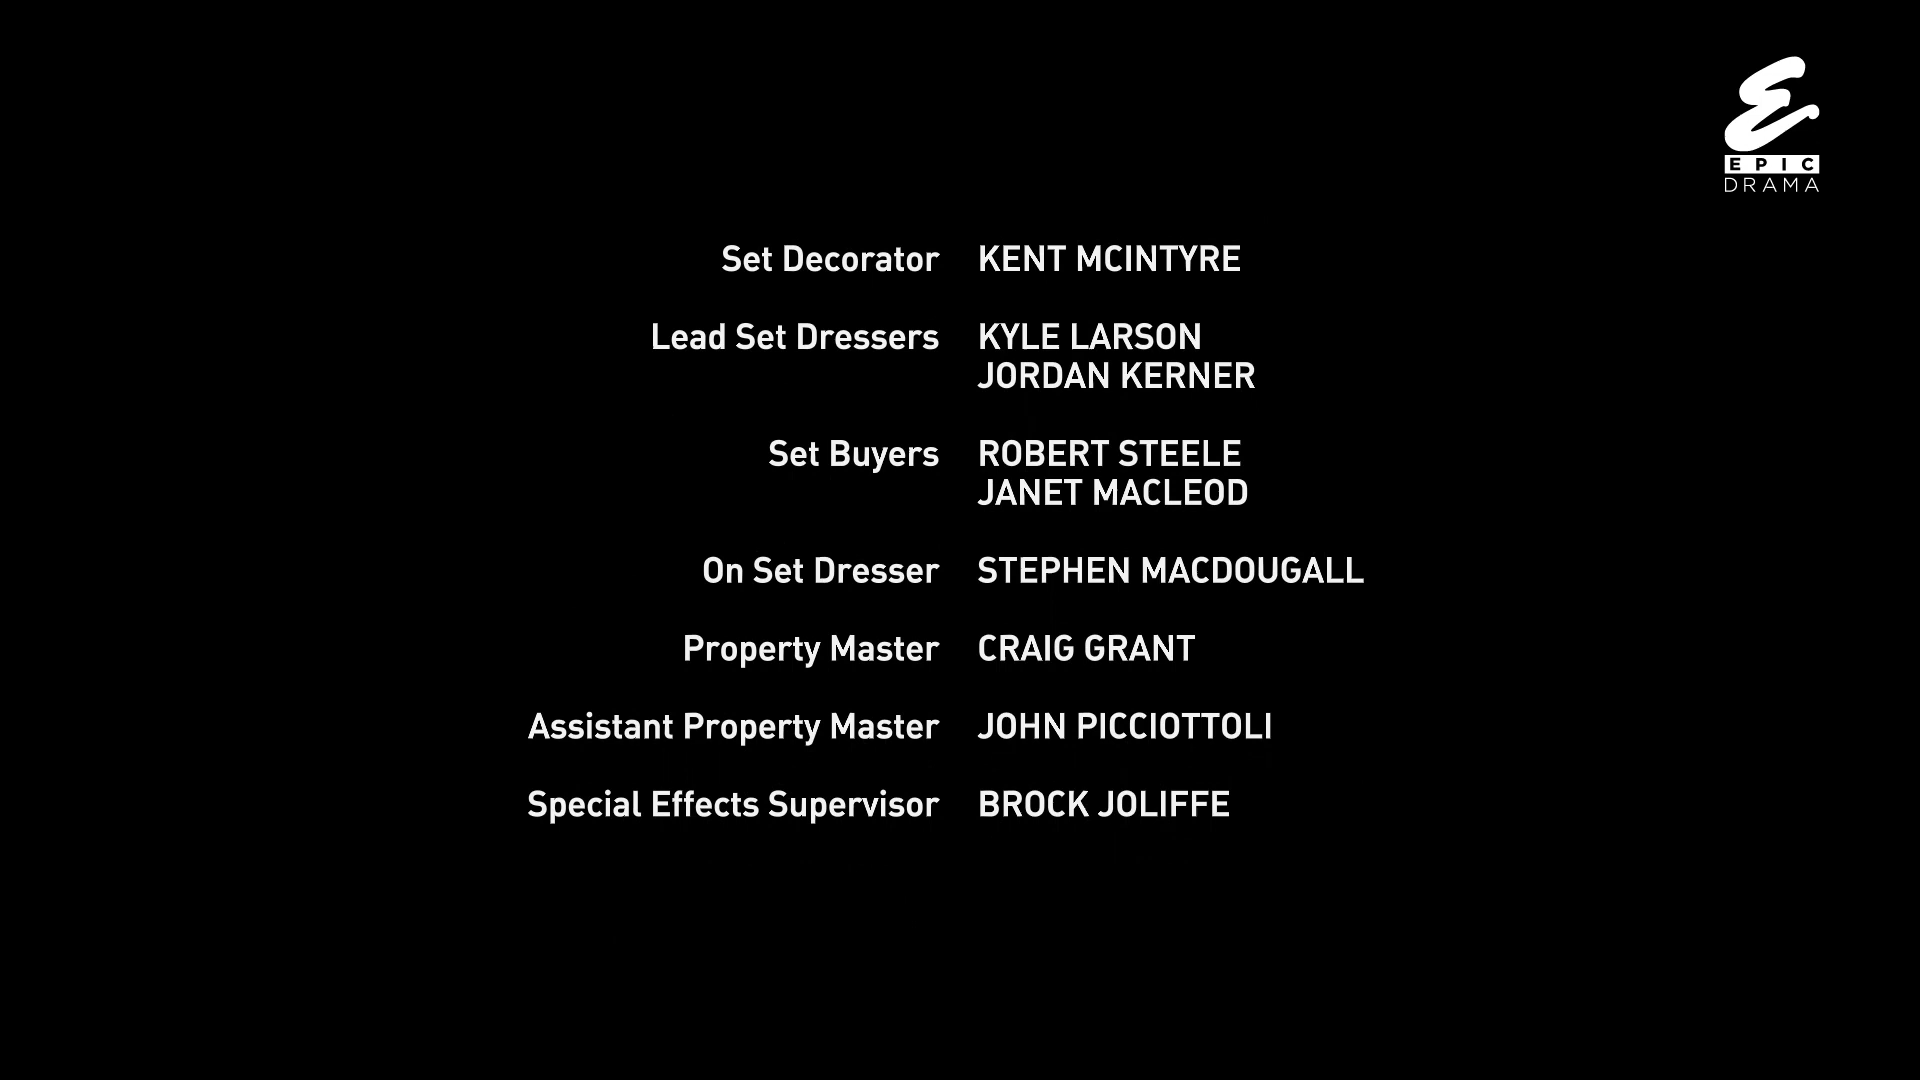 EPIC
DRAMA
Set Decorator KENT MCINTYRE
Lead Set Dressers KYLE LARSON
JORDAN KERNER
Set Buyers ROBERT STEELE
JANET MACLEOD
On Set Dresser STEPHEN MACDOUGALL
Property Master CRAIG GRANT
Assistant Property Master JOHN PICCIOTTOLI
Special Effects Supervisor BROCK JOLIFFE